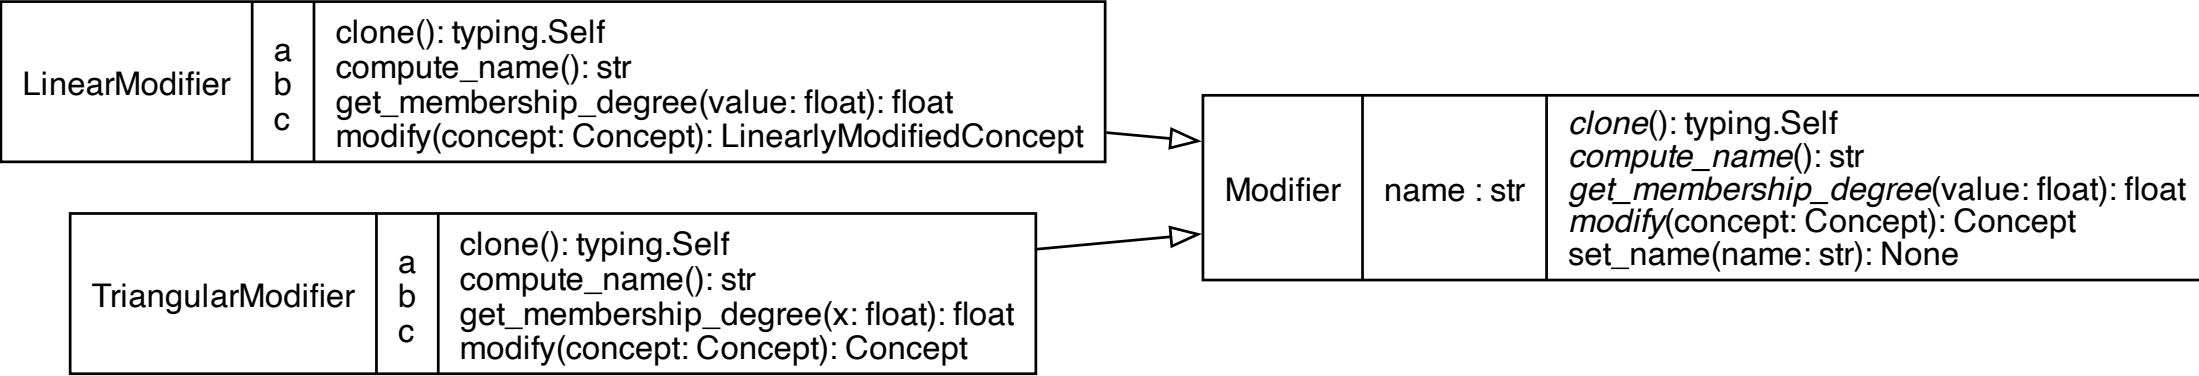 LinearModifier
a
b
c
clone(): typing.Self
compute_name(): str
get_membership_degree(value: float): float
modify(concept: Concept): LinearlyModifiedConcept
TriangularModifier
a
b
c
clone(): typing.Self
compute_name(): str
get_membership_degree(x: float): float
modify(concept: Concept): Concept
Modifier
name : str
clone(): typing.Self
compute_name(): str
get_membership_degree(value: float): float
modify(concept: Concept): Concept
set_name(name: str): None